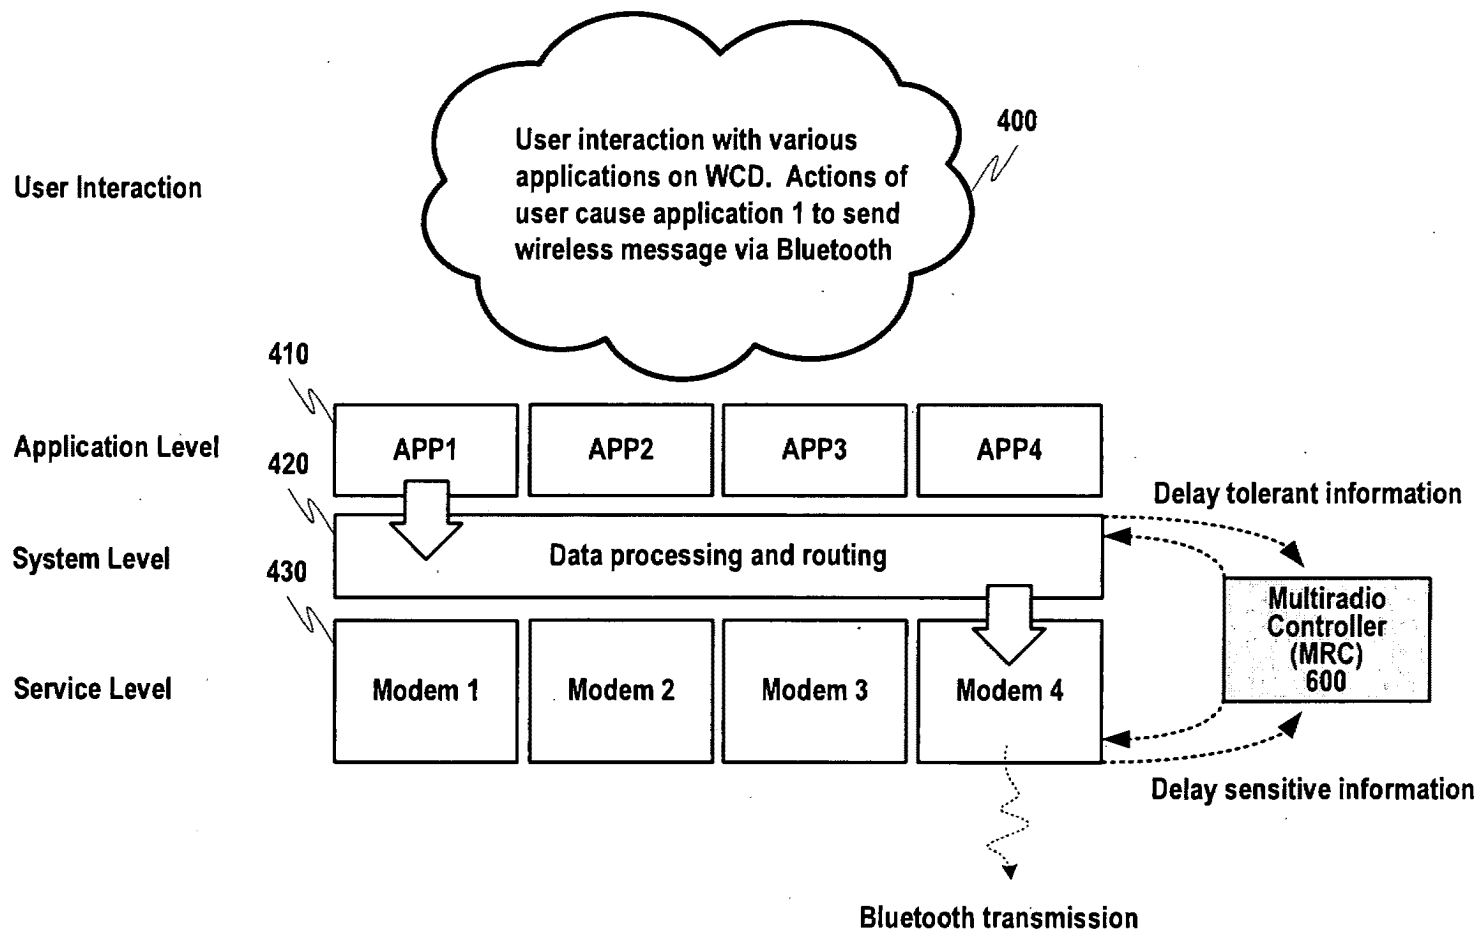 User interaction with various
applications on WCD. Actions of
user cause application 1 to send
wireless message via Bluetooth
400
User Interaction
410
Application Level
APP1
APP2
APP3
APP4
420
Delay tolerant information
System Level
Data processing and routing
430
Multiradio
Controller
(MRC)
600
Service Level
Modem 1
Modem 2
Modem 3
Modem 4
Delay sensitive information
Bluetooth transmission